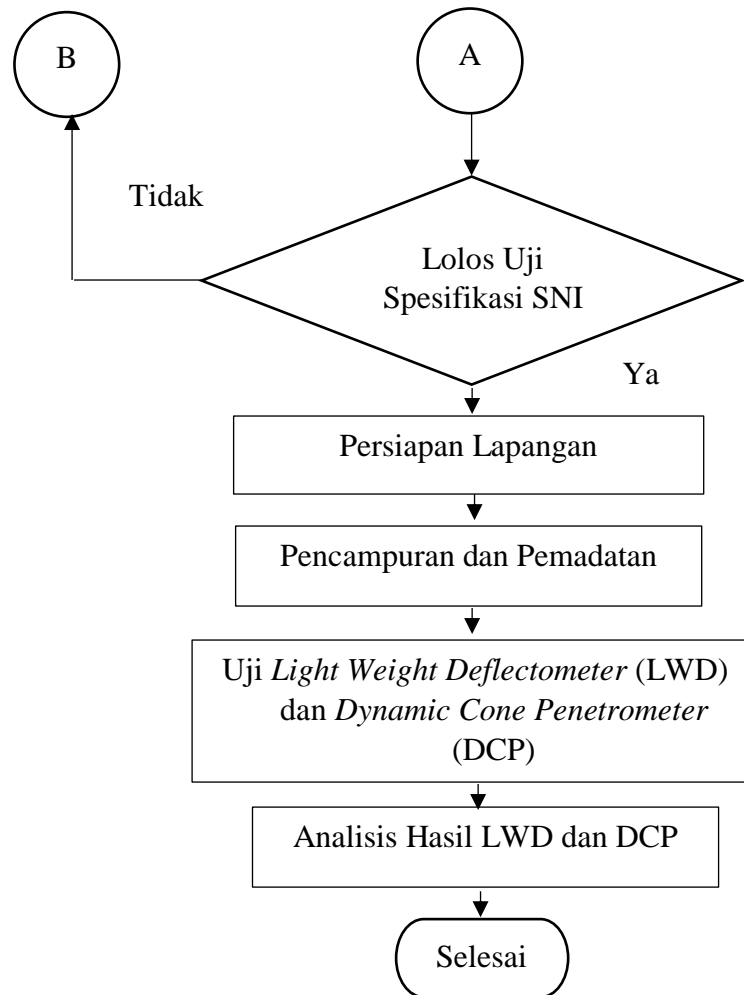 B
A
Tidak
Lolos Uji
Spesifikasi SNI
Ya
Persiapan Lapangan
Pencampuran dan Pemadatan
Uji Light Weight Deflectometer (LWD)
dan Dynamic Cone Penetrometer
(DCP)
Analisis Hasil LWD dan DCP
Selesai